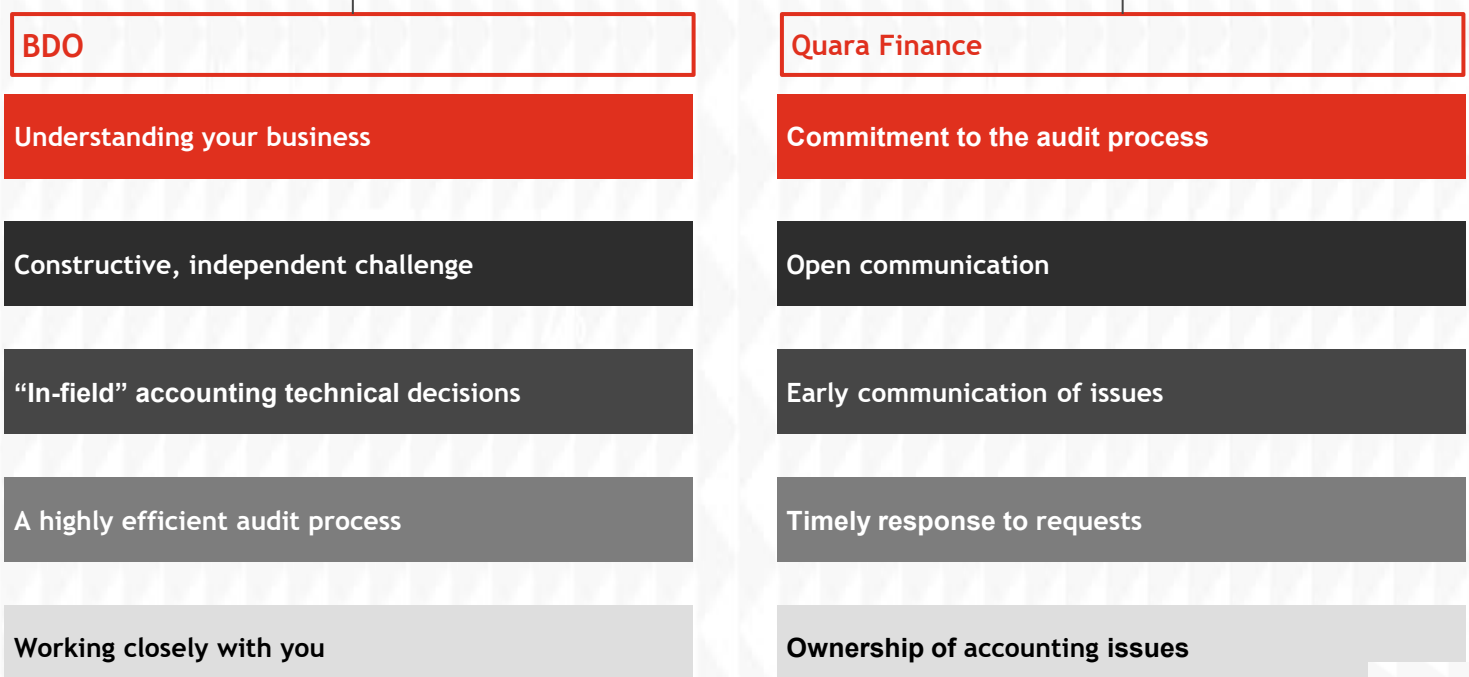 BDO
Understanding your business
Constructive, independent challenge
“In-field” accounting technical decisions
A highly efficient audit process
Working closely with you
Quara Finance
Commitment to the audit process
Open communication
Early communication of issues
Timely response to requests
Ownership of accounting issues